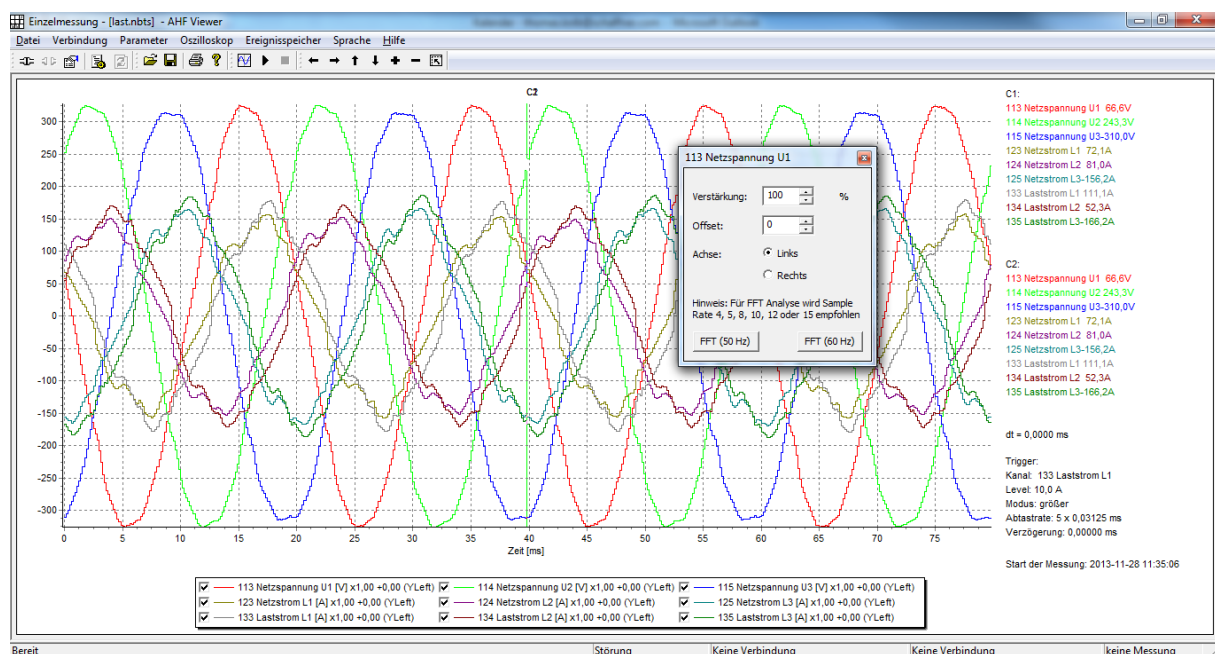 Einzelmessung - [last.nbts] - AHF Viewer
Datei Verbindung Parameter Oszilloskop Ereignisspeicher Sprache Hilfe
C2
300
250
200
150
100
50
0
-50
-100
-150
-200
-250
-300
0 5 10 15 20 25 30 35 40 45 50 55 60 65 70 75
Zeit [ms]
113 Netzspannung U1
Verstärkung: 100 %
Offset: 0
Achse: Links
Rechts
Hinweis: Für FFT Analyse wird Sample
Rate 4, 5, 8, 10, 12 oder 15 empfohlen
FFT (50 Hz) FFT (60 Hz)
C1:
113 Netzspannung U1 66,6V
114 Netzspannung U2 243,3V
115 Netzspannung U3-310,0V
123 Netzstrom L1 72,1A
124 Netzstrom L2 81,0A
125 Netzstrom L3-156,2A
133 Laststrom L1 111,1A
134 Laststrom L2 52,3A
135 Laststrom L3-166,2A
C2:
113 Netzspannung U1 66,6V
114 Netzspannung U2 243,3V
115 Netzspannung U3-310,0V
123 Netzstrom L1 72,1A
124 Netzstrom L2 81,0A
125 Netzstrom L3-156,2A
133 Laststrom L1 111,1A
134 Laststrom L2 52,3A
135 Laststrom L3-166,2A
dt = 0,0000 ms
Trigger:
Kanal: 133 Laststrom L1
Level: 10,0 A
Modus: größer
Abtastrate: 5 x 0,03125 ms
Verzögerung: 0,00000 ms
Start der Messung: 2013-11-28 11:35:06
113 Netzspannung U1 [V] x1,00 +0,00 (YLeft) 114 Netzspannung U2 [V] x1,00 +0,00 (YLeft) 115 Netzspannung U3 [V] x1,00 +0,00 (YLeft)
123 Netzstrom L1 [A] x1,00 +0,00 (YLeft) 124 Netzstrom L2 [A] x1,00 +0,00 (YLeft) 125 Netzstrom L3 [A] x1,00 +0,00 (YLeft)
133 Laststrom L1 [A] x1,00 +0,00 (YLeft) 134 Laststrom L2 [A] x1,00 +0,00 (YLeft) 135 Laststrom L3 [A] x1,00 +0,00 (YLeft)
Bereit Störung Keine Verbindung Keine Verbindung keine Messung